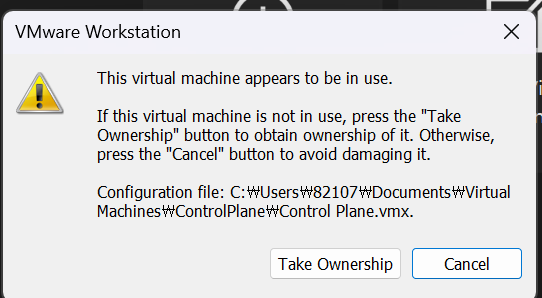 VMware Workstation
This virtual machine appears to be in use.
If this virtual machine is not in use, press the "Take
Ownership" button to obtain ownership of it. Otherwise,
press the "Cancel" button to avoid damaging it.
Configuration file: C:₩Users₩82107₩Documents₩Virtual
Machines₩ControlPlane₩Control Plane.vmx.
Take Ownership
Cancel